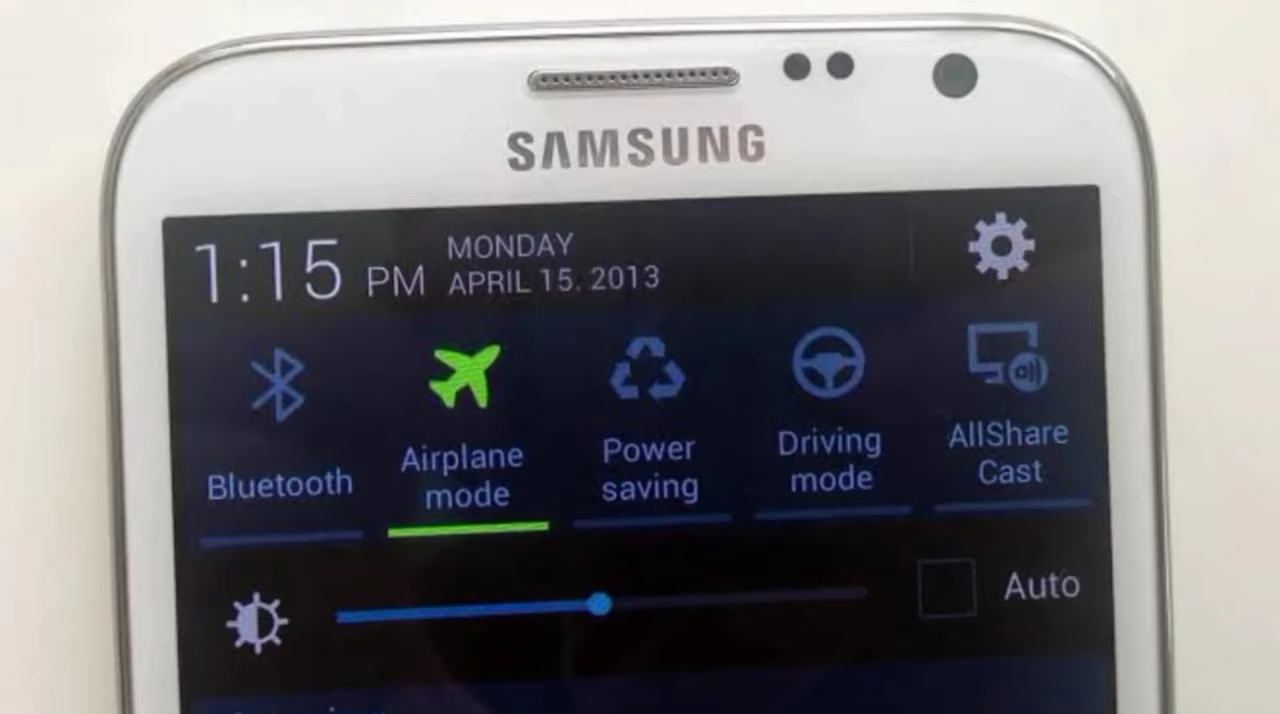 SAMSUNG
1:15 PM
MONDAY
APRIL 15. 2013
Bluetooth
Airplane
mode
Power
saving
Driving
mode
AllShare
Cast
Auto